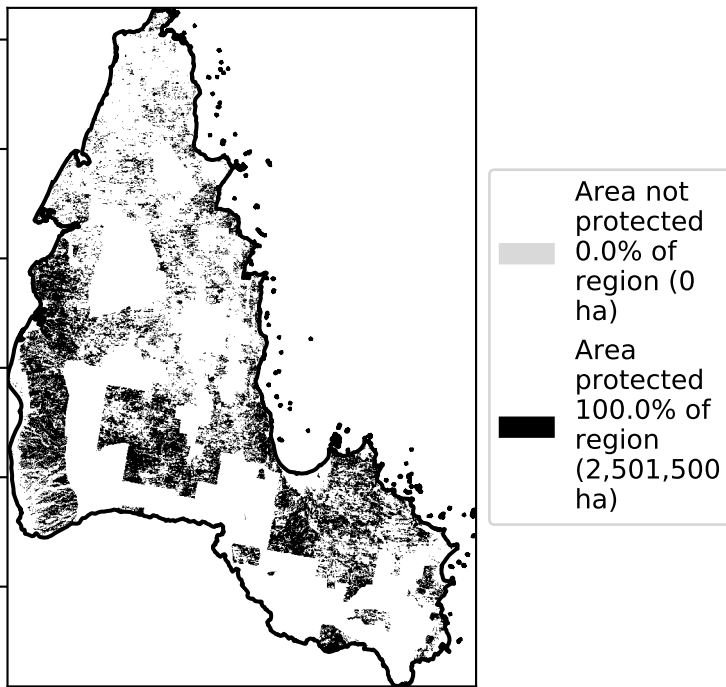 Area not
protected
0.0% of
region (0
ha)
Area
protected
100.0% of
region
(2,501,500
ha)